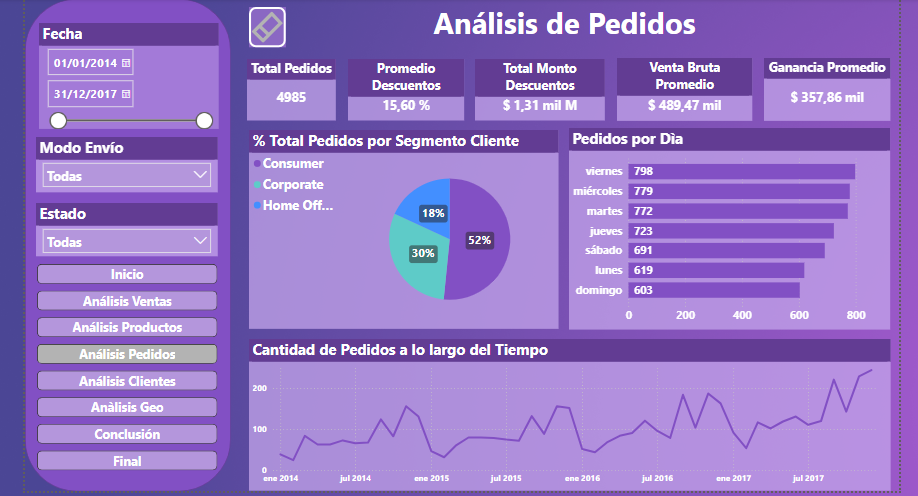 Fecha
01/01/2014
31/12/2017
Modo Envío
Todas
Estado
Todas
Inicio
Análisis Ventas
Análisis Productos
Análisis Pedidos
Análisis Clientes
Anàlisis Geo
Conclusión
Final
Análisis de Pedidos
Total Pedidos
4985
Promedio
Descuentos
15,60 %
Total Monto
Descuentos
$ 1,31 mil M
Venta Bruta
Promedio
$ 489,47 mil
Ganancia Promedio
$ 357,86 mil
% Total Pedidos por Segmento Cliente
Consumer
Corporate
Home Off...
18%
52%
30%
Pedidos por Dìa
viernes 798
miércoles 779
martes 772
jueves 723
sábado 691
lunes 619
domingo 603
0 200 400 600 800
Cantidad de Pedidos a lo largo del Tiempo
200
100
0
ene 2014 jul 2014 ene 2015 jul 2015 ene 2016 jul 2016 ene 2017 jul 2017